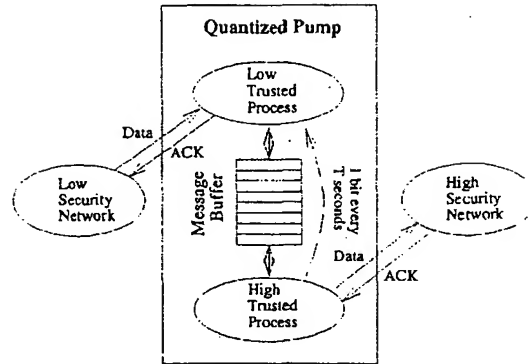 Quantized Pump
Low
Trusted
Process
Data
ACK
Low
Security
Network
Message
Buffer
1 bit every
T seconds
High
Security
Network
Data
ACK
High
Trusted
Process